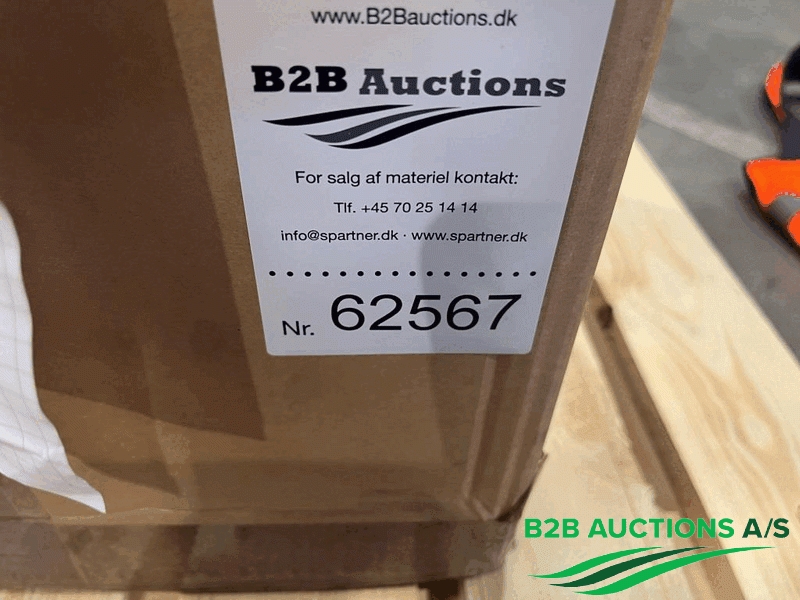 www.B2Bauctions.dk
B2B Auctions
For salg af materiel kontakt:
Tlf. +45 70 25 14 14
info@spartner.dk · www.spartner.dk
Nr. 62567
B2B AUCTIONS A/S